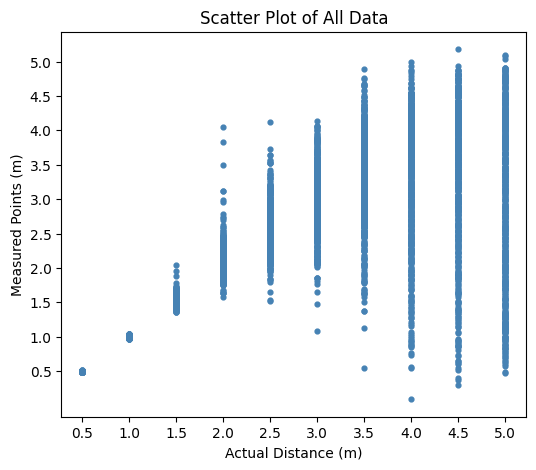 Scatter Plot of All Data
Measured Points (m)
5.0
4.5
4.0
3.5
3.0
2.5
2.0
1.5
1.0
0.5
0.5 1.0 1.5 2.0 2.5 3.0 3.5 4.0 4.5 5.0
Actual Distance (m)